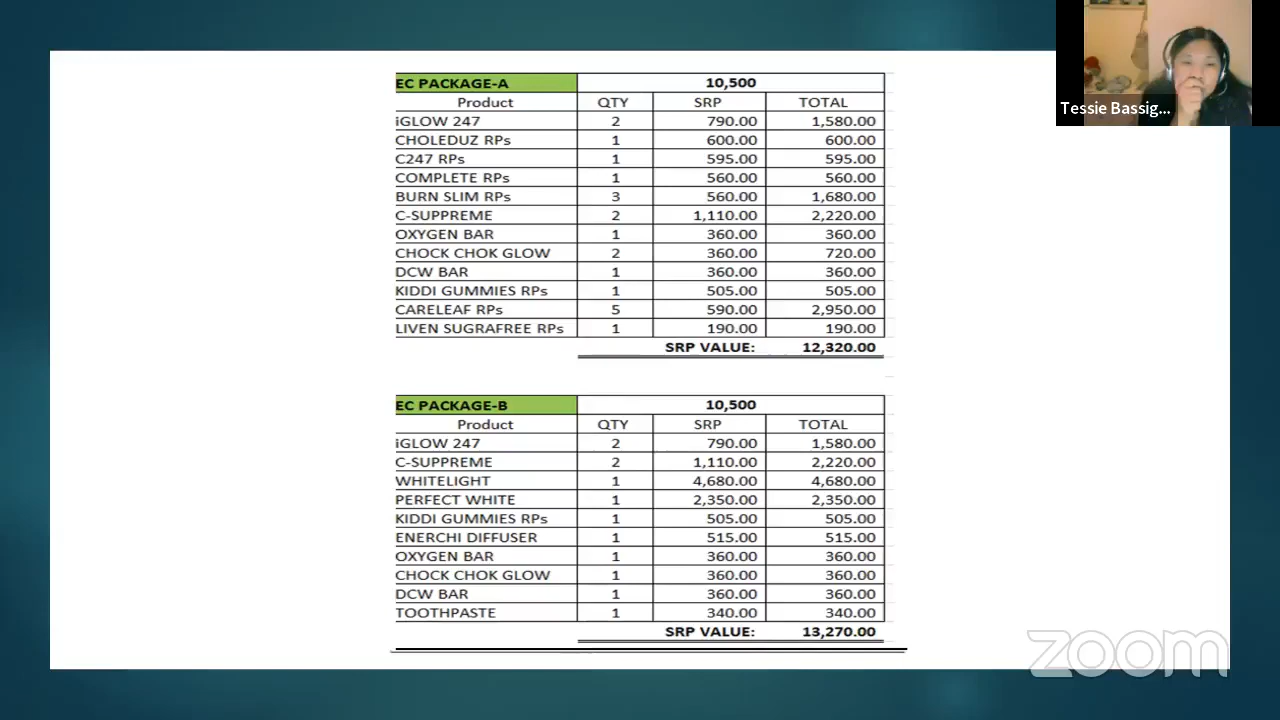 Tessie Bassig...
EC PACKAGE-A 10,500
Product QTY SRP TOTAL
iGLOW 247 2 790.00 1,580.00
CHOLEDUZ RPs 1 600.00 600.00
C247 RPs 1 595.00 595.00
COMPLETE RPs 1 560.00 560.00
BURN SLIM RPs 3 560.00 1,680.00
C-SUPPREME 2 1,110.00 2,220.00
OXYGEN BAR 1 360.00 360.00
CHOCK CHOK GLOW 2 360.00 720.00
DCW BAR 1 360.00 360.00
KIDDI GUMMIES RPs 1 505.00 505.00
CARELEAF RPs 5 590.00 2,950.00
LIVEN SUGRAFREE RPs 1 190.00 190.00
SRP VALUE: 12,320.00
EC PACKAGE-B 10,500
Product QTY SRP TOTAL
iGLOW 247 2 790.00 1,580.00
C-SUPPREME 2 1,110.00 2,220.00
WHITELIGHT 1 4,680.00 4,680.00
PERFECT WHITE 1 2,350.00 2,350.00
KIDDI GUMMIES RPs 1 505.00 505.00
ENERCHI DIFFUSER 1 515.00 515.00
OXYGEN BAR 1 360.00 360.00
CHOCK CHOK GLOW 1 360.00 360.00
DCW BAR 1 360.00 360.00
TOOTHPASTE 1 340.00 340.00
SRP VALUE: 13,270.00
zoom